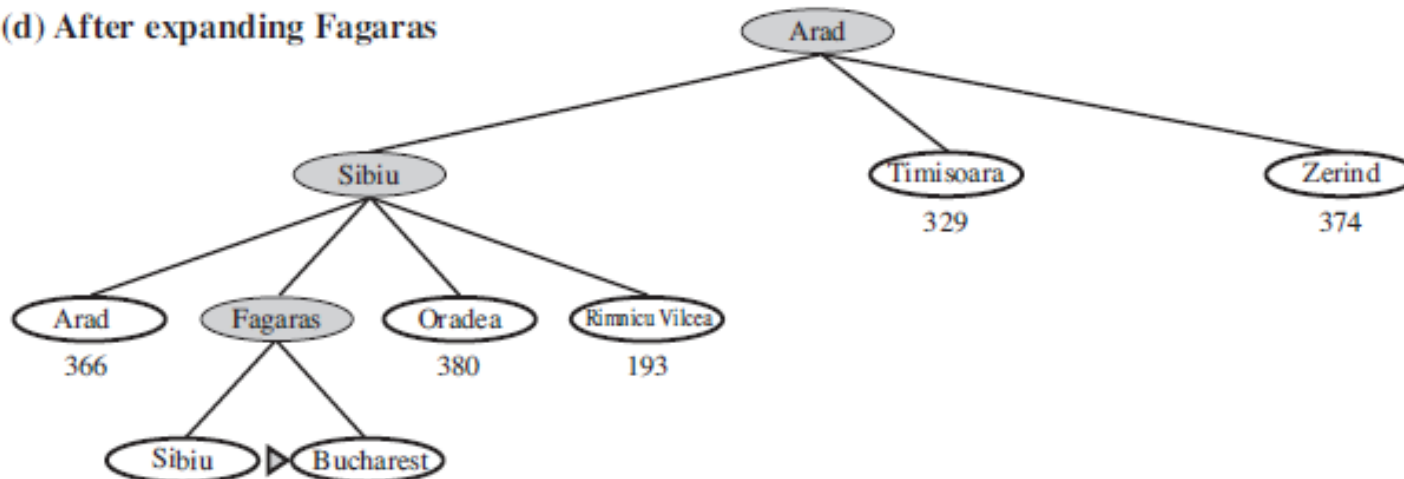 (d) After expanding Fagaras
Arad
Sibiu
Timisoara
Zerind
329
374
Arad
Fagaras
Oradea
Rimnicu Vilcea
366
380
193
Sibiu
Bucharest